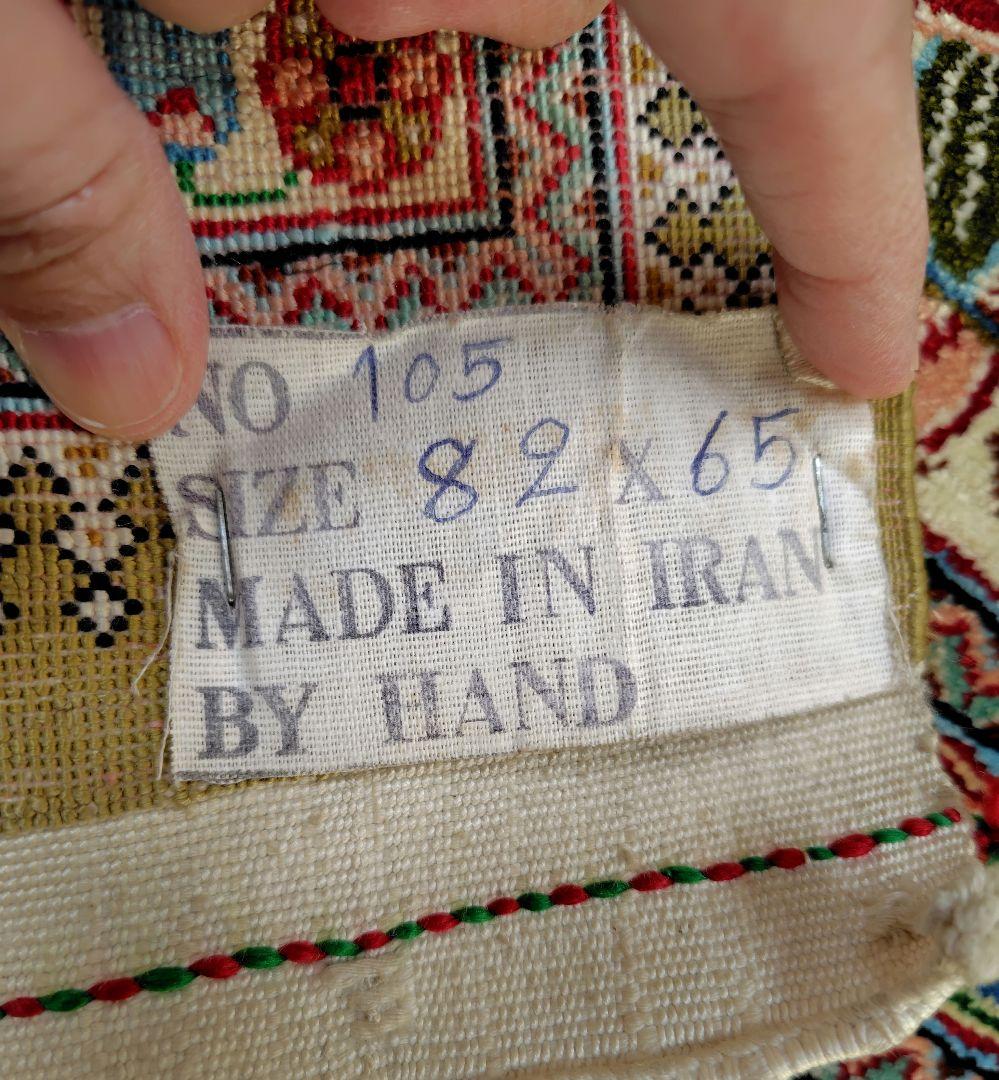 NO 105
SIZE 82 X 65
MADE IN IRAN
BY HAND